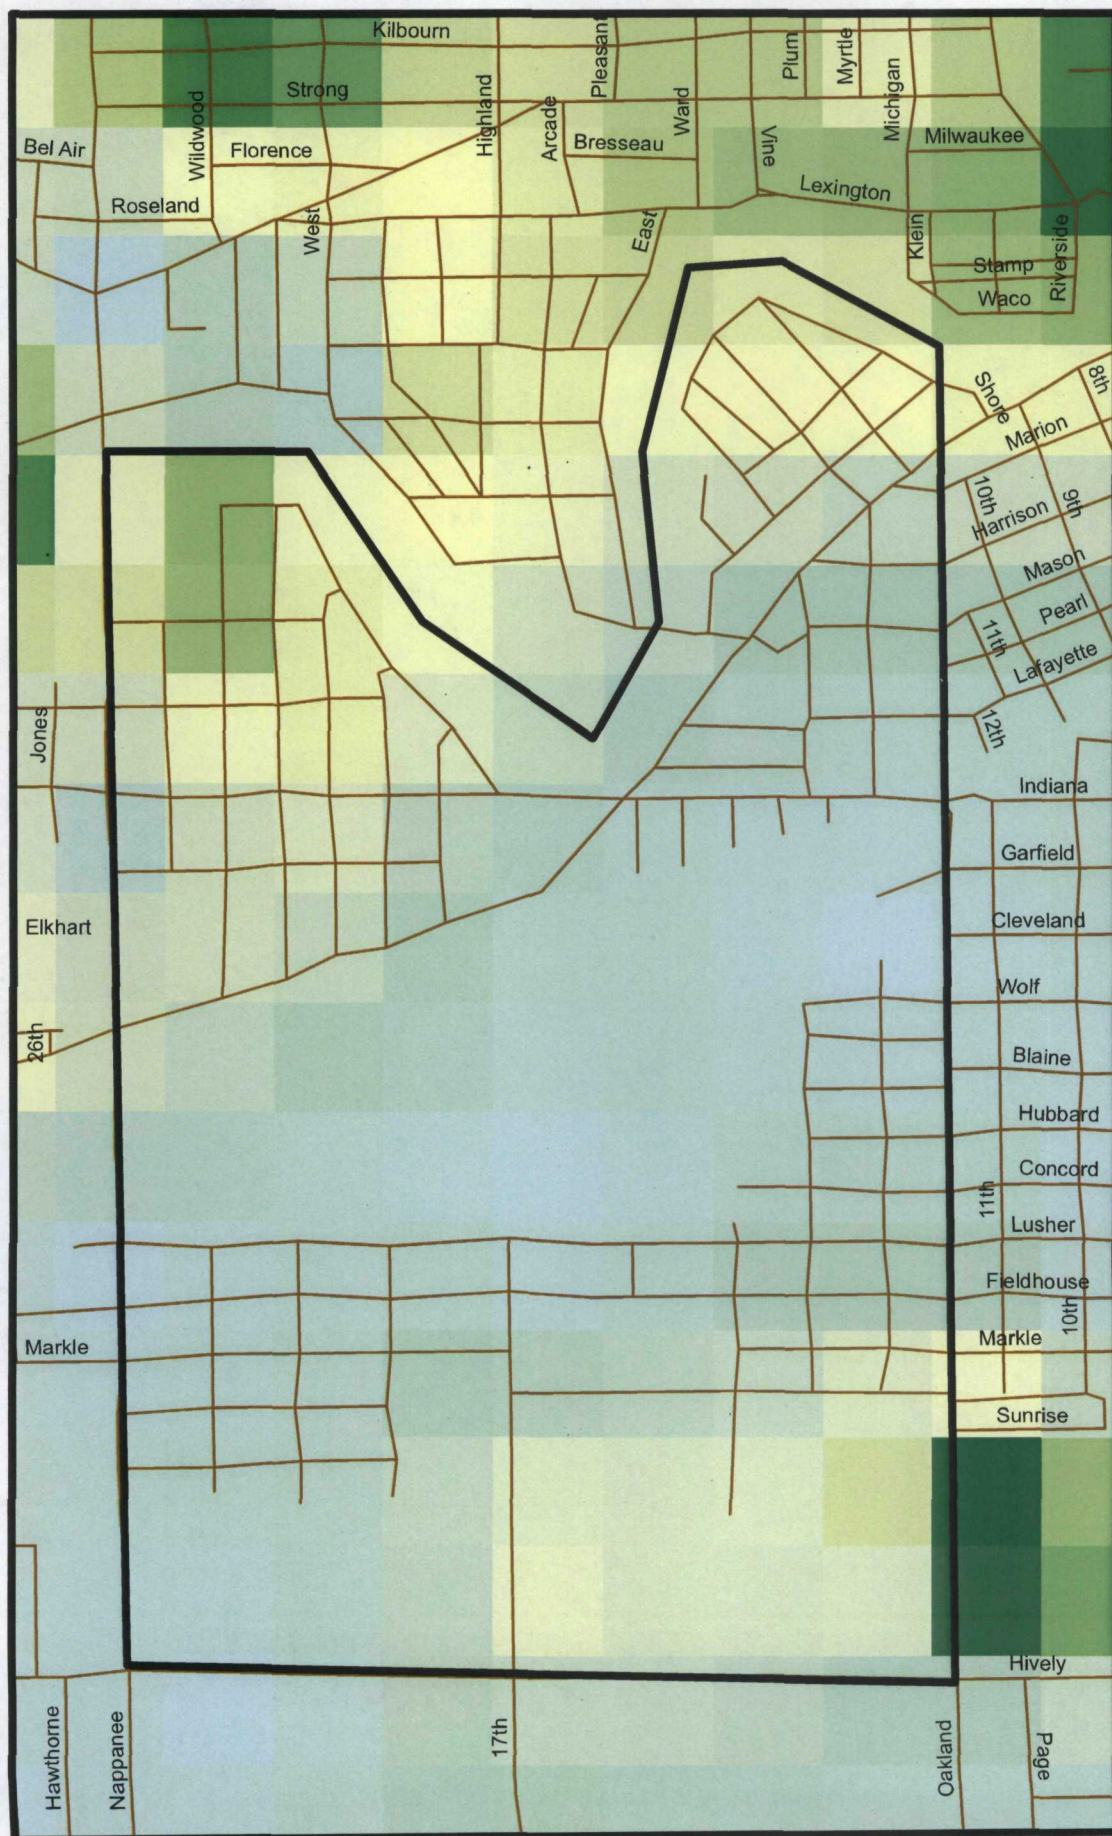 Kilbourn
Pleasant
Plum
Myrtle
Strong
Highland
Michigan
Wildwood
Ward
Arcade
Vine
Milwaukee
Bel Air
Florence
Bresseau
Lexington
Roseland
West
East
Klein
Riverside
Stamp
Waco
Shore
8th
Marion
10th
9th
Harrison
Mason
Pearl
11th
Lafayette
12th
Jones
Indiana
Garfield
Cleveland
Elkhart
Wolf
26th
Blaine
Hubbard
Concord
11th
Lusher
Fieldhouse
10th
Markle
Markle
Sunrise
Hively
Hawthorne
Nappanee
17th
Oakland
Page